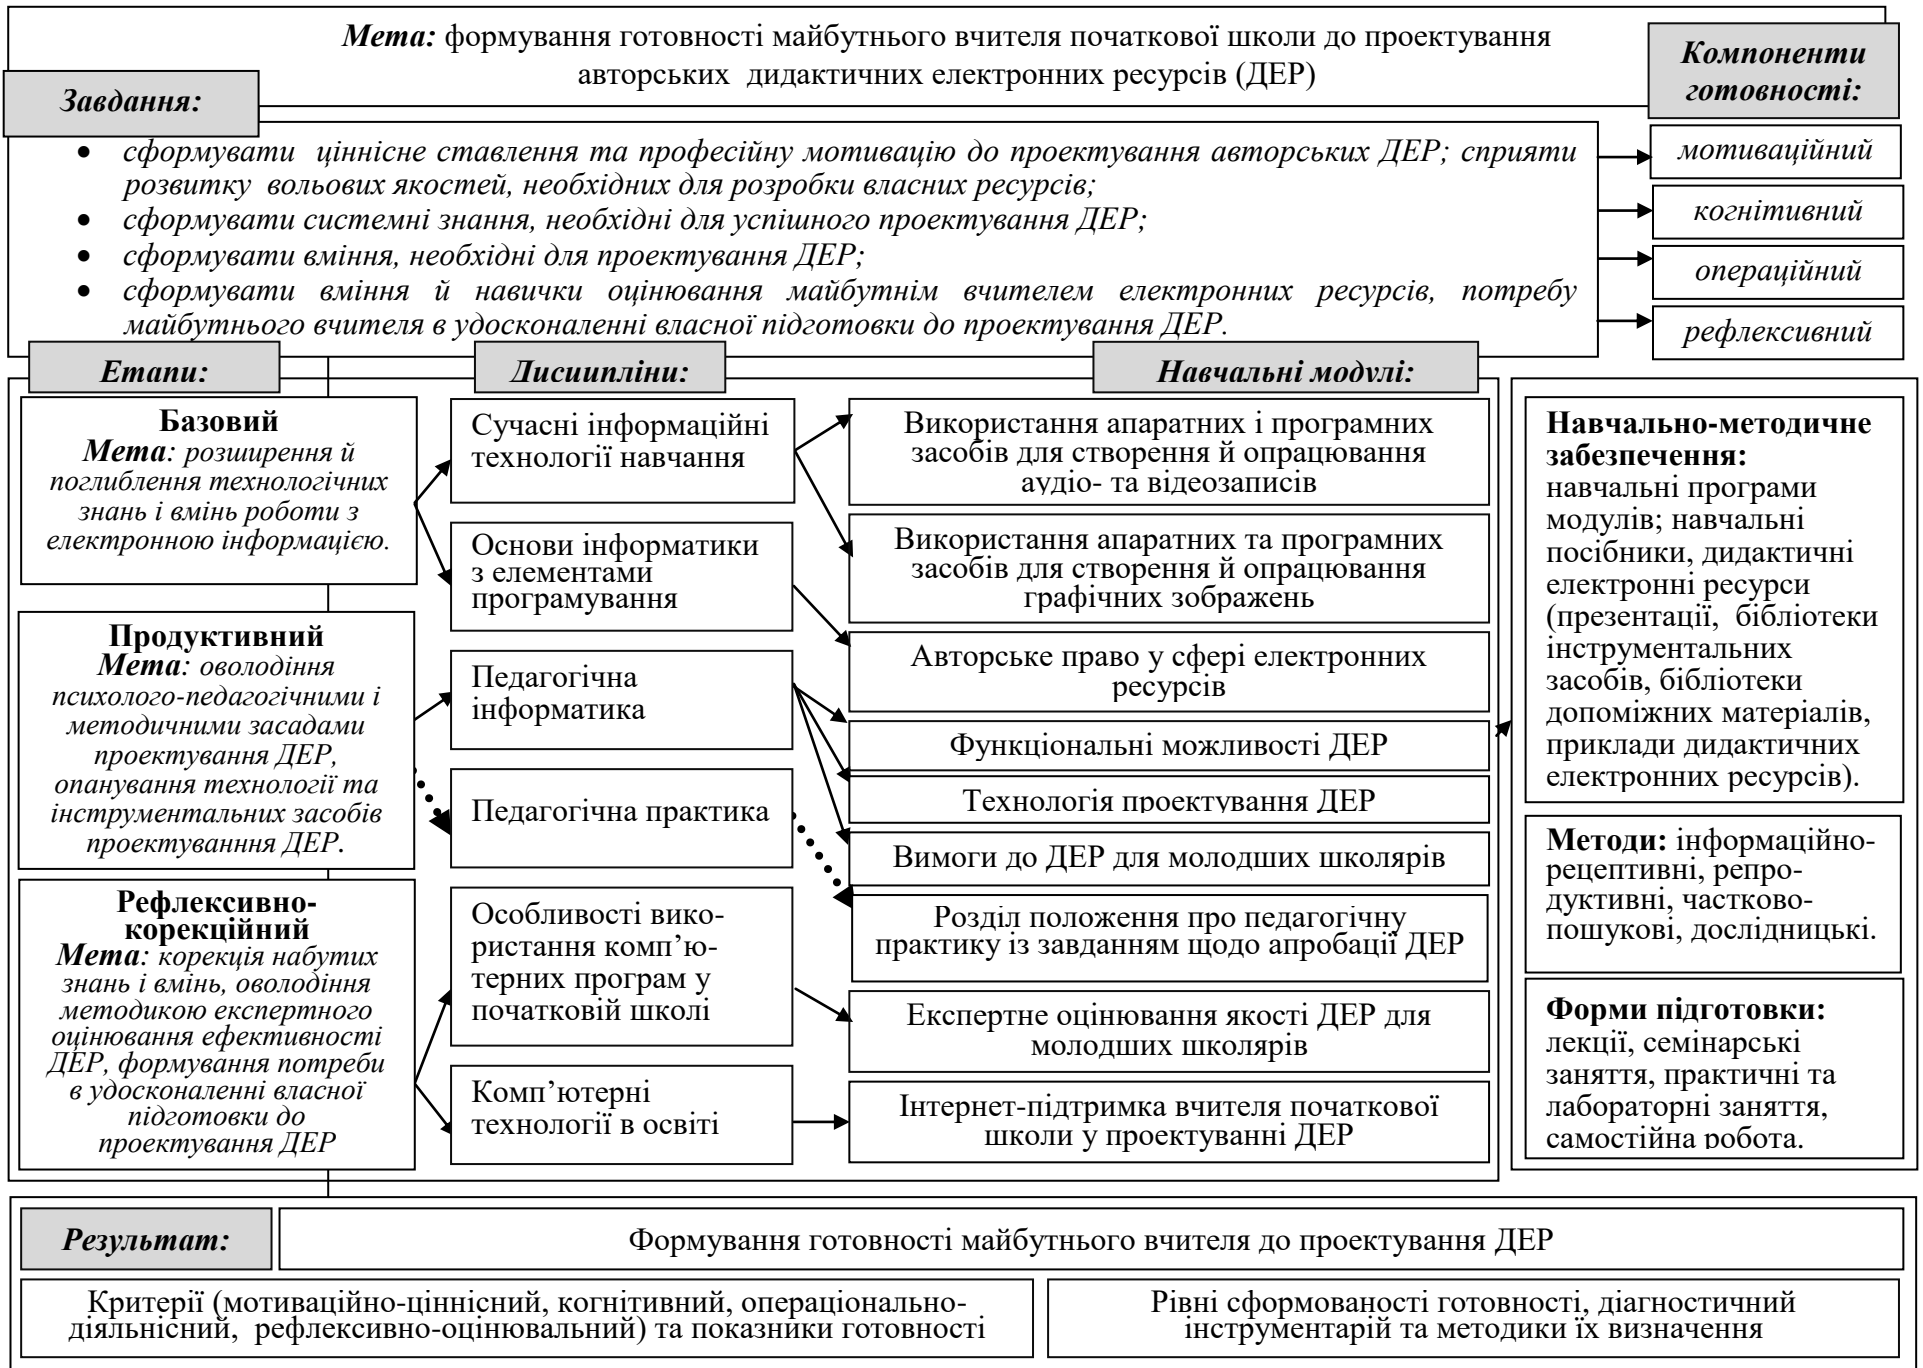 Мета: формування готовності майбутнього вчителя початкової школи до проектування
авторських дидактичних електронних ресурсів (ДЕР)
Компоненти
готовності:
Завдання:
• сформувати ціннісне ставлення та професійну мотивацію до проектування авторських ДЕР; сприяти
розвитку вольових якостей, необхідних для розробки власних ресурсів;
• сформувати системні знання, необхідні для успішного проектування ДЕР;
• сформувати вміння, необхідні для проектування ДЕР;
• сформувати вміння й навички оцінювання майбутнім вчителем електронних ресурсів, потребу
майбутнього вчителя в удосконаленні власної підготовки до проектування ДЕР.
мотиваційний
когнітивний
операційний
рефлексивний
Етапи:
Дисципліни:
Навчальні модулі:
Базовий
Мета: розширення й
поглиблення технологічних
знань і вмінь роботи з
електронною інформацією.
Продуктивний
Мета: оволодіння
психолого-педагогічними і
методичними засадами
проектування ДЕР,
опанування технології та
інструментальних засобів
проектуванння ДЕР.
Рефлексивно-
корекційний
Мета: корекція набутих
знань і вмінь, оволодіння
методикою експертного
оцінювання ефективності
ДЕР, формування потреби
в удосконаленні власної
підготовки до
проектування ДЕР
Сучасні інформаційні
технології навчання
Основи інформатики
з елементами
програмування
Педагогічна
інформатика
Педагогічна практика
Особливості вико-
ристання комп’ю-
терних програм у
початковій школі
Комп’ютерні
технології в освіті
Використання апаратних і програмних
засобів для створення й опрацювання
аудіо- та відеозаписів
Використання апаратних та програмних
засобів для створення й опрацювання
графічних зображень
Авторське право у сфері електронних
ресурсів
Функціональні можливості ДЕР
Технологія проектування ДЕР
Вимоги до ДЕР для молодших школярів
Розділ положення про педагогічну
практику із завданням щодо апробації ДЕР
Експертне оцінювання якості ДЕР для
молодших школярів
Інтернет-підтримка вчителя початкової
школи у проектуванні ДЕР
Навчально-методичне
забезпечення:
навчальні програми
модулів; навчальні
посібники, дидактичні
електронні ресурси
(презентації, бібліотеки
інструментальних
засобів, бібліотеки
допоміжних матеріалів,
приклади дидактичних
електронних ресурсів).
Методи: інформаційно-
рецептивні, репро-
дуктивні, частково-
пошукові, дослідницькі.
Форми підготовки:
лекції, семінарські
заняття, практичні та
лабораторні заняття,
самостійна робота.
Результат:
Формування готовності майбутнього вчителя до проектування ДЕР
Критерії (мотиваційно-ціннісний, когнітивний, операціонально-
діяльнісний, рефлексивно-оцінювальний) та показники готовності
Рівні сформованості готовності, діагностичний
інструментарій та методики їх визначення